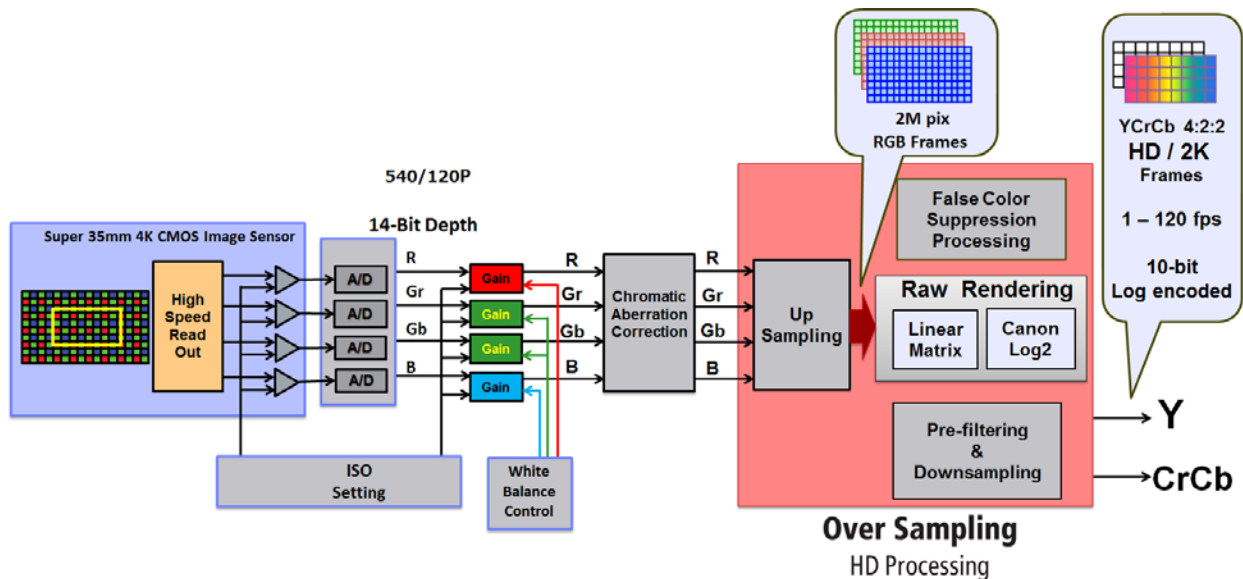 2M pix
RGB Frames
YCrCb 4:2:2
HD / 2K
Frames
1 – 120 fps
10-bit
Log encoded
540/120P
14-Bit Depth
Super 35mm 4K CMOS Image Sensor
High
Speed
Read
Out
A/D
A/D
A/D
A/D
R
Gr
Gb
B
Gain
Gain
Gain
Gain
R
Gr
Gb
B
Chromatic
Aberration
Correction
R
Gr
Gb
B
Up
Sampling
False Color
Suppression
Processing
Raw Rendering
Linear
Matrix
Canon
Log2
Pre-filtering
&
Downsampling
Y
CrCb
ISO
Setting
White
Balance
Control
Over Sampling
HD Processing